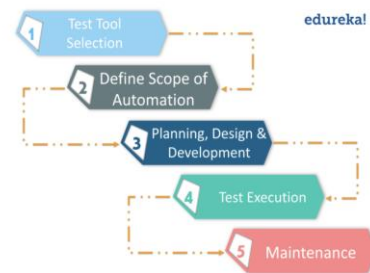 edureka!
1
Test Tool
Selection
2
Define Scope of
Automation
3
Planning, Design &
Development
4
Test Execution
5
Maintenance